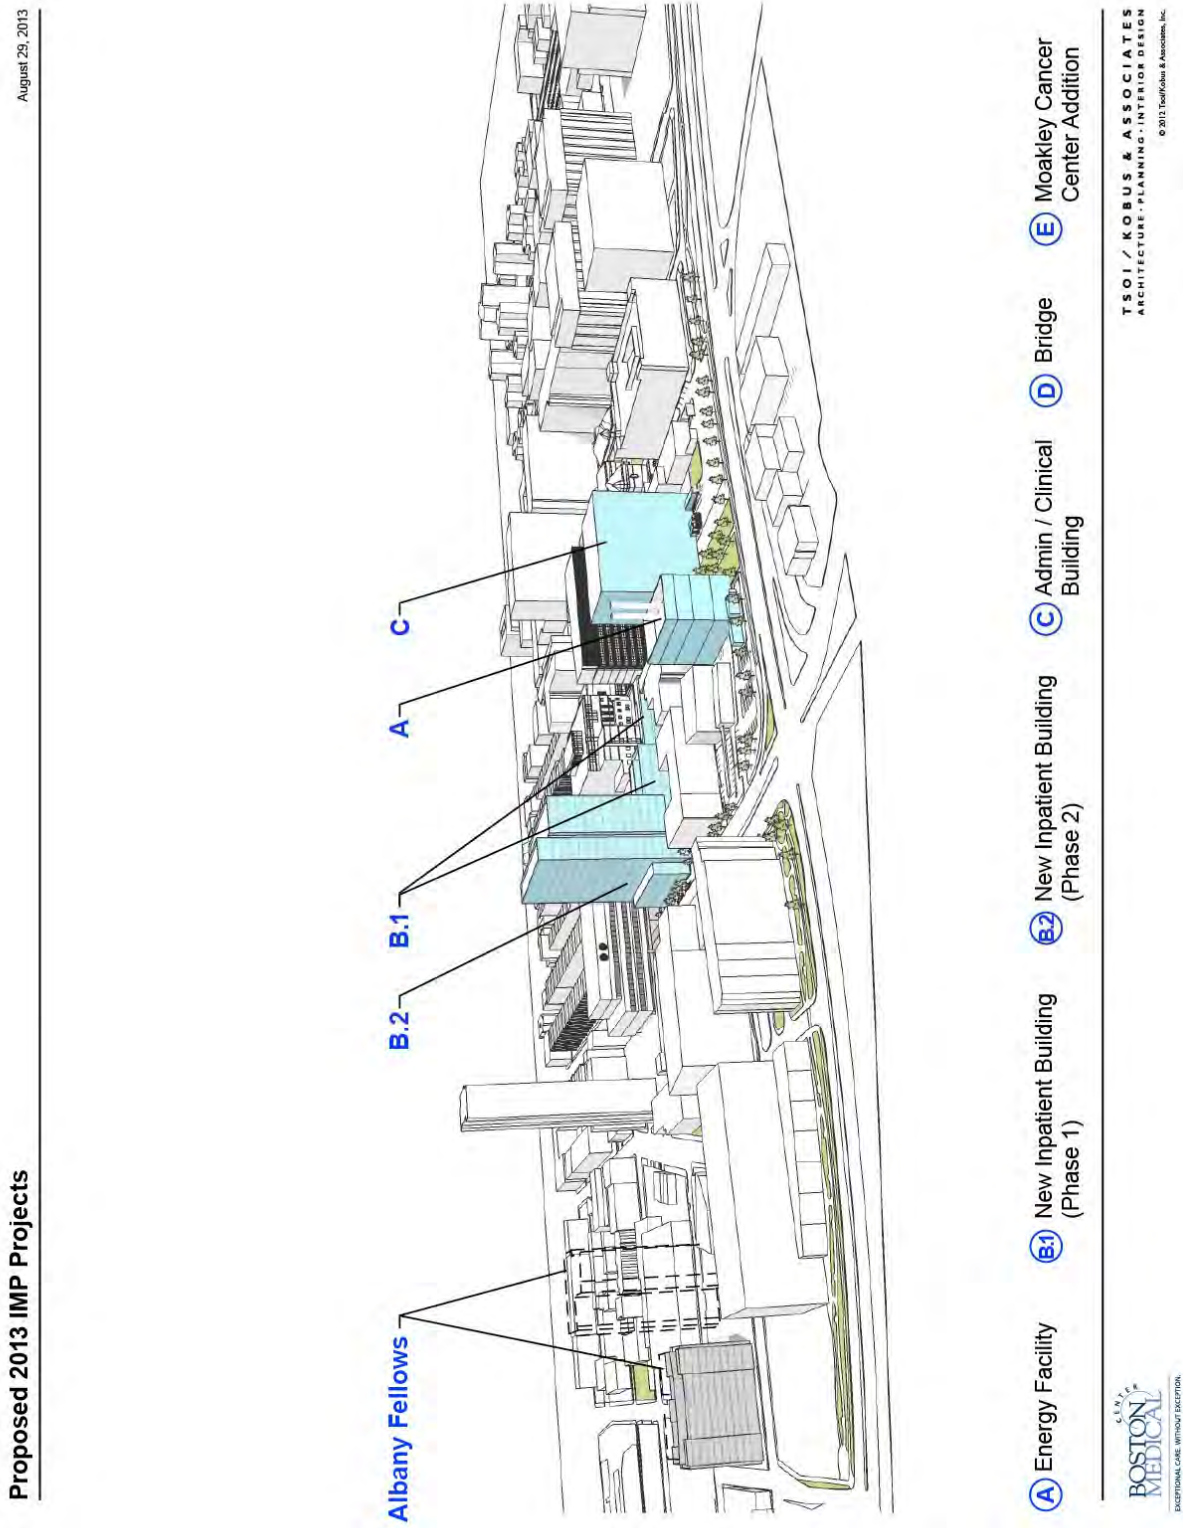 Proposed 2013 IMP Projects
August 29, 2013
Albany Fellows
B.2
B.1
A
C
A Energy Facility
B.1 New Inpatient Building
(Phase 1)
B.2 New Inpatient Building
(Phase 2)
C Admin / Clinical
Building
D Bridge
E Moakley Cancer
Center Addition
BOSTON
MEDICAL
CENTER
EXCEPTIONAL CARE. WITHOUT EXCEPTION.
TSOI / KOBUS & ASSOCIATES
ARCHITECTURE • PLANNING • INTERIOR DESIGN
© 2012 Tsoi/Kobus & Associates, Inc.